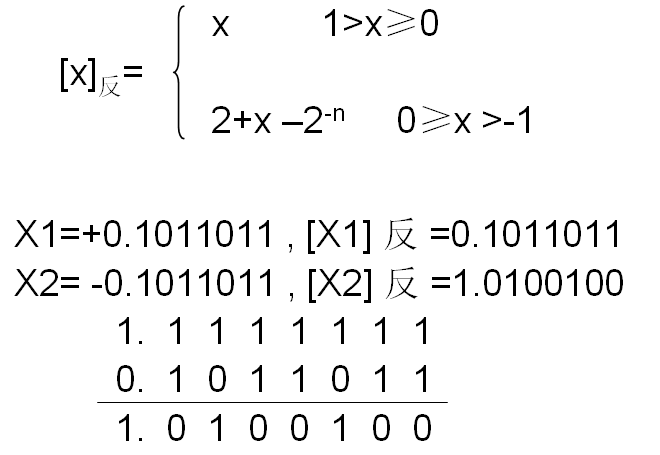 x 1>x≥0
[x]反=
2+x –2-n 0≥x >-1
X1=+0.1011011 , [X1] 反 =0.1011011
X2= -0.1011011 , [X2] 反 =1.0100100
1. 1 1 1 1 1 1 1
0. 1 0 1 1 0 1 1
1. 0 1 0 0 1 0 0